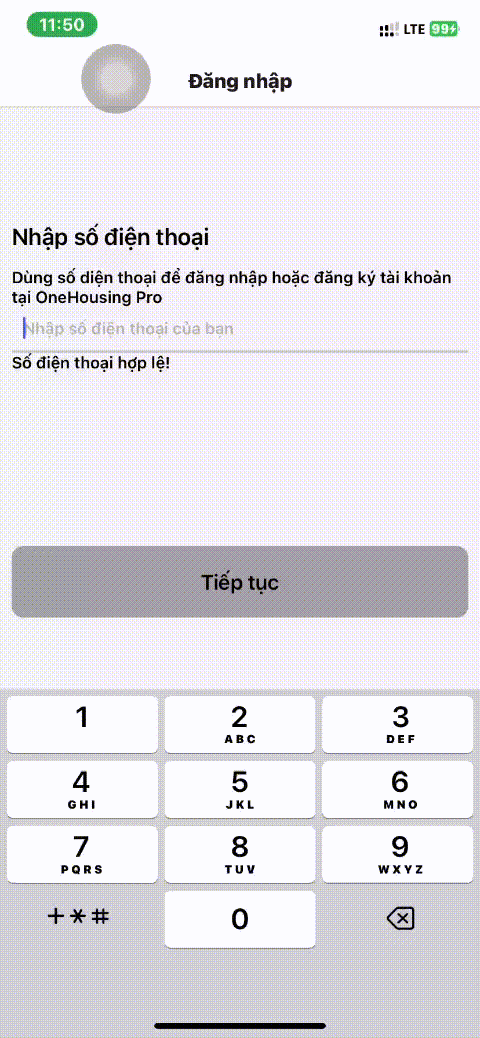 11:50
LTE 99
Đăng nhập
Nhập số điện thoại
Dùng số diện thoại để đăng nhập hoặc đăng ký tài khoản
tại OneHousing Pro
Nhập số điện thoại của bạn
Số điện thoại hợp lệ!
Tiếp tục
1 2 3
ABC DEF
4 5 6
GHI JKL MNO
7 8 9
PQRS TUV WXYZ
+*# 0